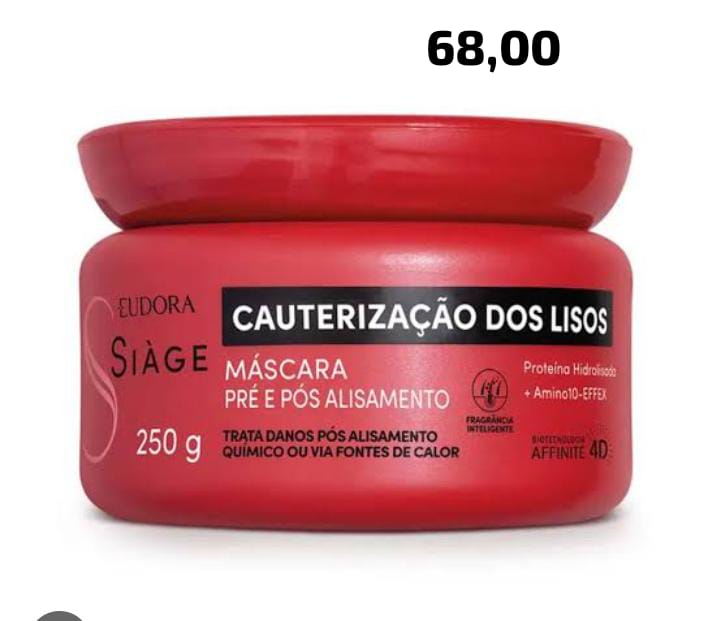 68,00
EUDORA
SIÀGE
250 g
CAUTERIZAÇÃO DOS LISOS
MÁSCARA
PRÉ E PÓS ALISAMENTO
TRATA DANOS PÓS ALISAMENTO
QUÍMICO OU VIA FONTES DE CALOR
FRAGRÂNCIA
INTELIGENTE
Proteína Hidrolisada
+ Amino10-EFFEX
BIOTECNOLOGIA
AFFINITÉ 4D